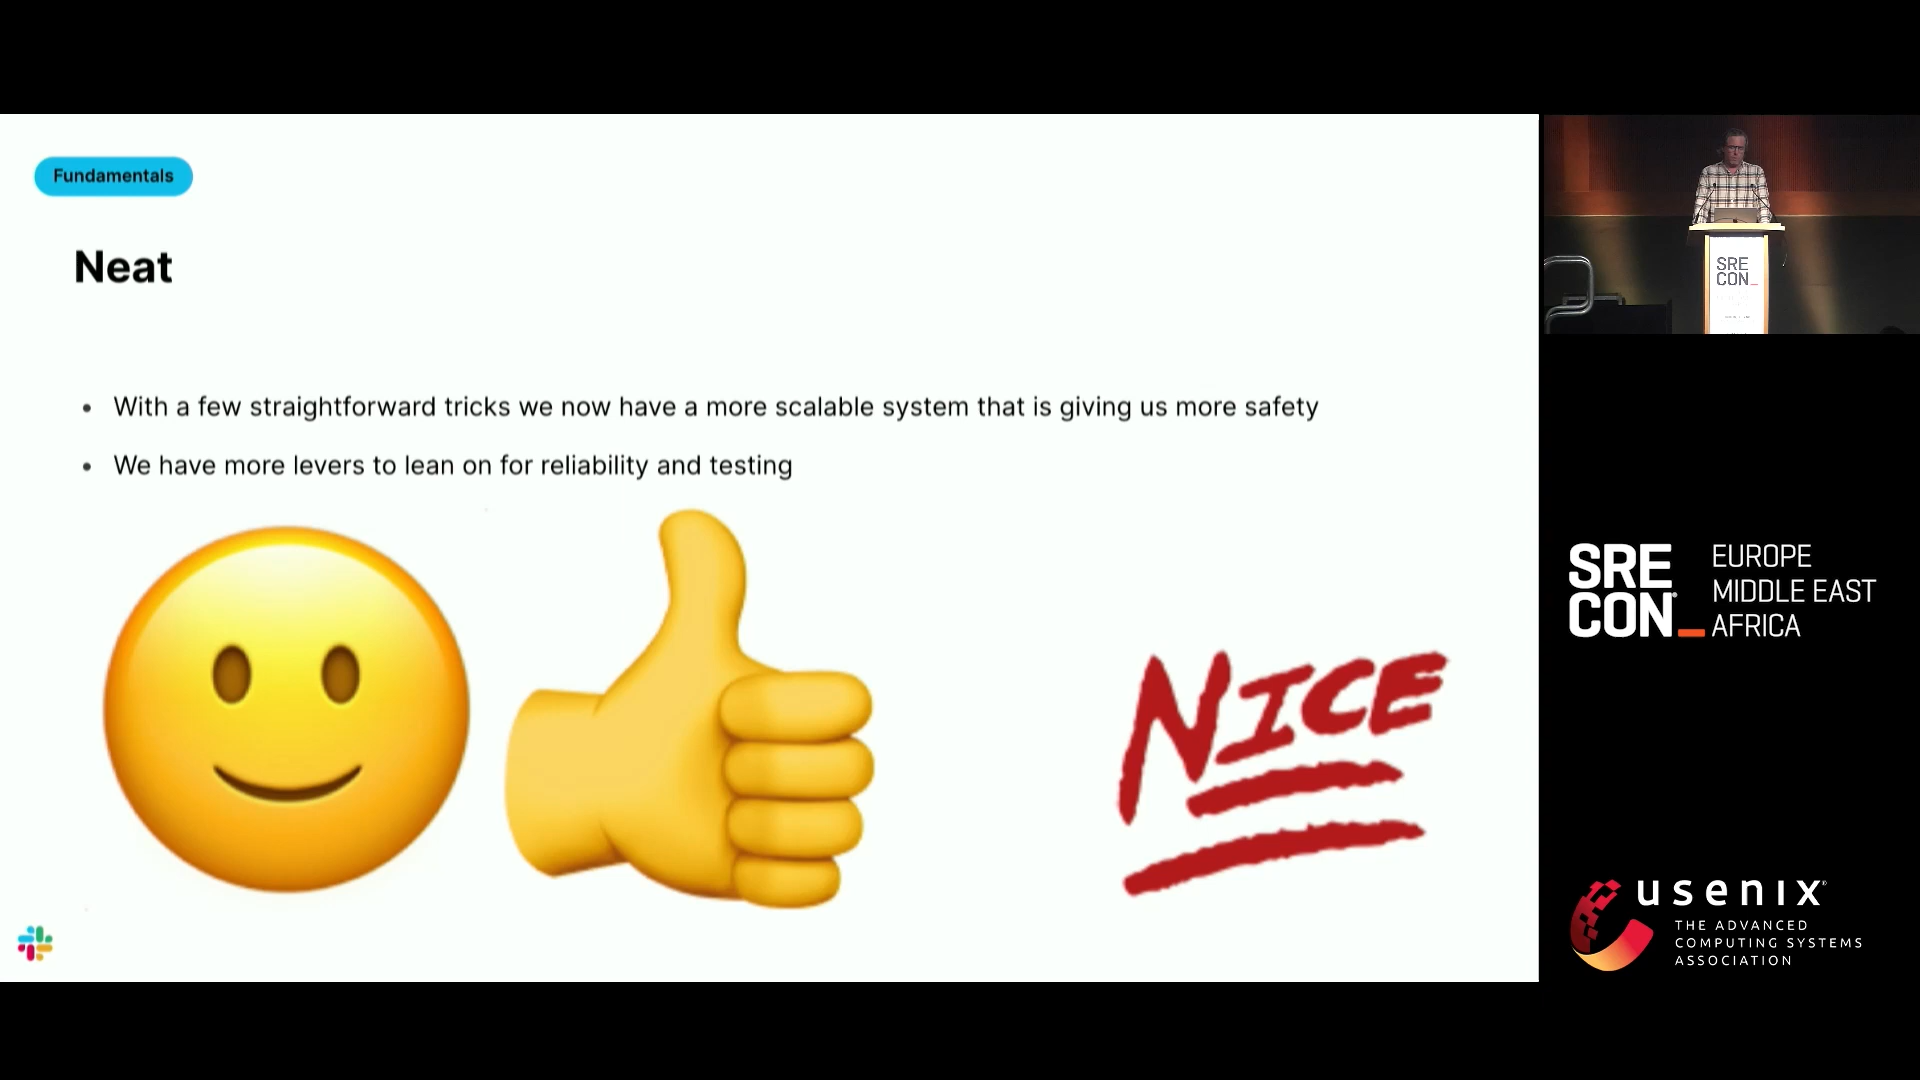 Fundamentals
Neat
• With a few straightforward tricks we now have a more scalable system that is giving us more safety
• We have more levers to lean on for reliability and testing
NICE
SRE
CON_
SRE
CON_
EUROPE
MIDDLE EAST
AFRICA
usenix
THE ADVANCED
COMPUTING SYSTEMS
ASSOCIATION